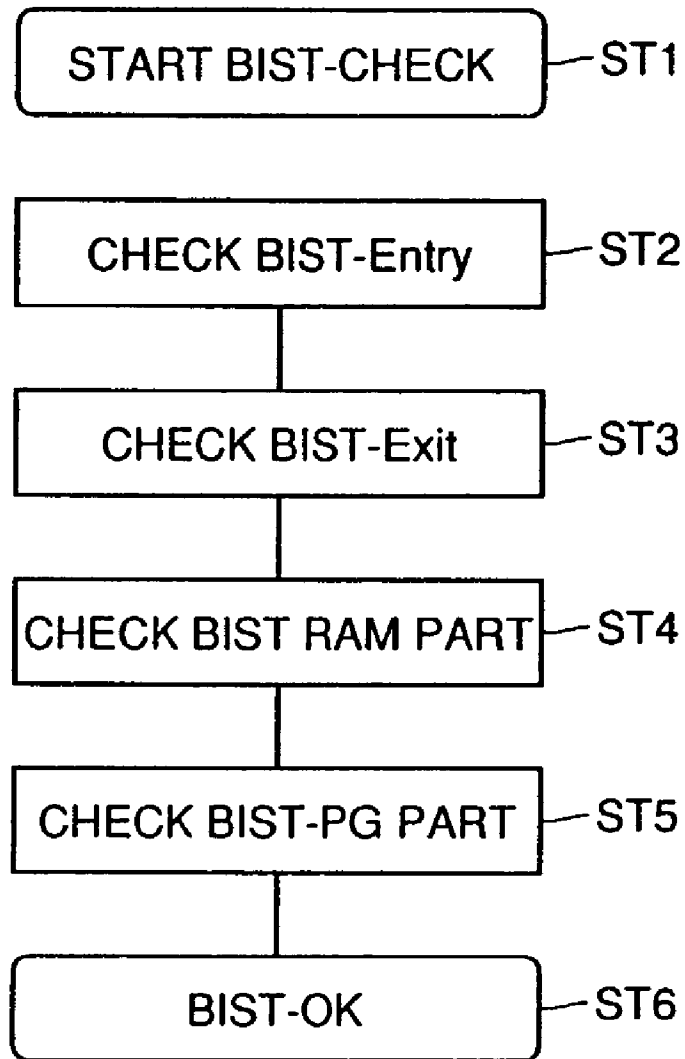 START BIST-CHECK ST1
CHECK BIST-Entry ST2
CHECK BIST-Exit ST3
CHECK BIST RAM PART ST4
CHECK BIST-PG PART ST5
BIST-OK ST6